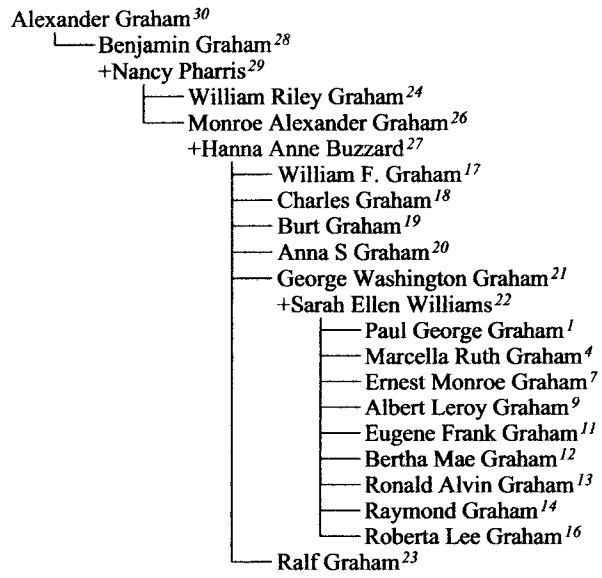 Alexander Graham 30
Benjamin Graham 28
+Nancy Pharris 29
William Riley Graham 24
Monroe Alexander Graham 26
+Hanna Anne Buzzard 27
William F. Graham 17
Charles Graham 18
Burt Graham 19
Anna S Graham 20
George Washington Graham 21
+Sarah Ellen Williams 22
Paul George Graham 1
Marcella Ruth Graham 4
Ernest Monroe Graham 7
Albert Leroy Graham 9
Eugene Frank Graham 11
Bertha Mae Graham 12
Ronald Alvin Graham 13
Raymond Graham 14
Roberta Lee Graham 16
Ralf Graham 23